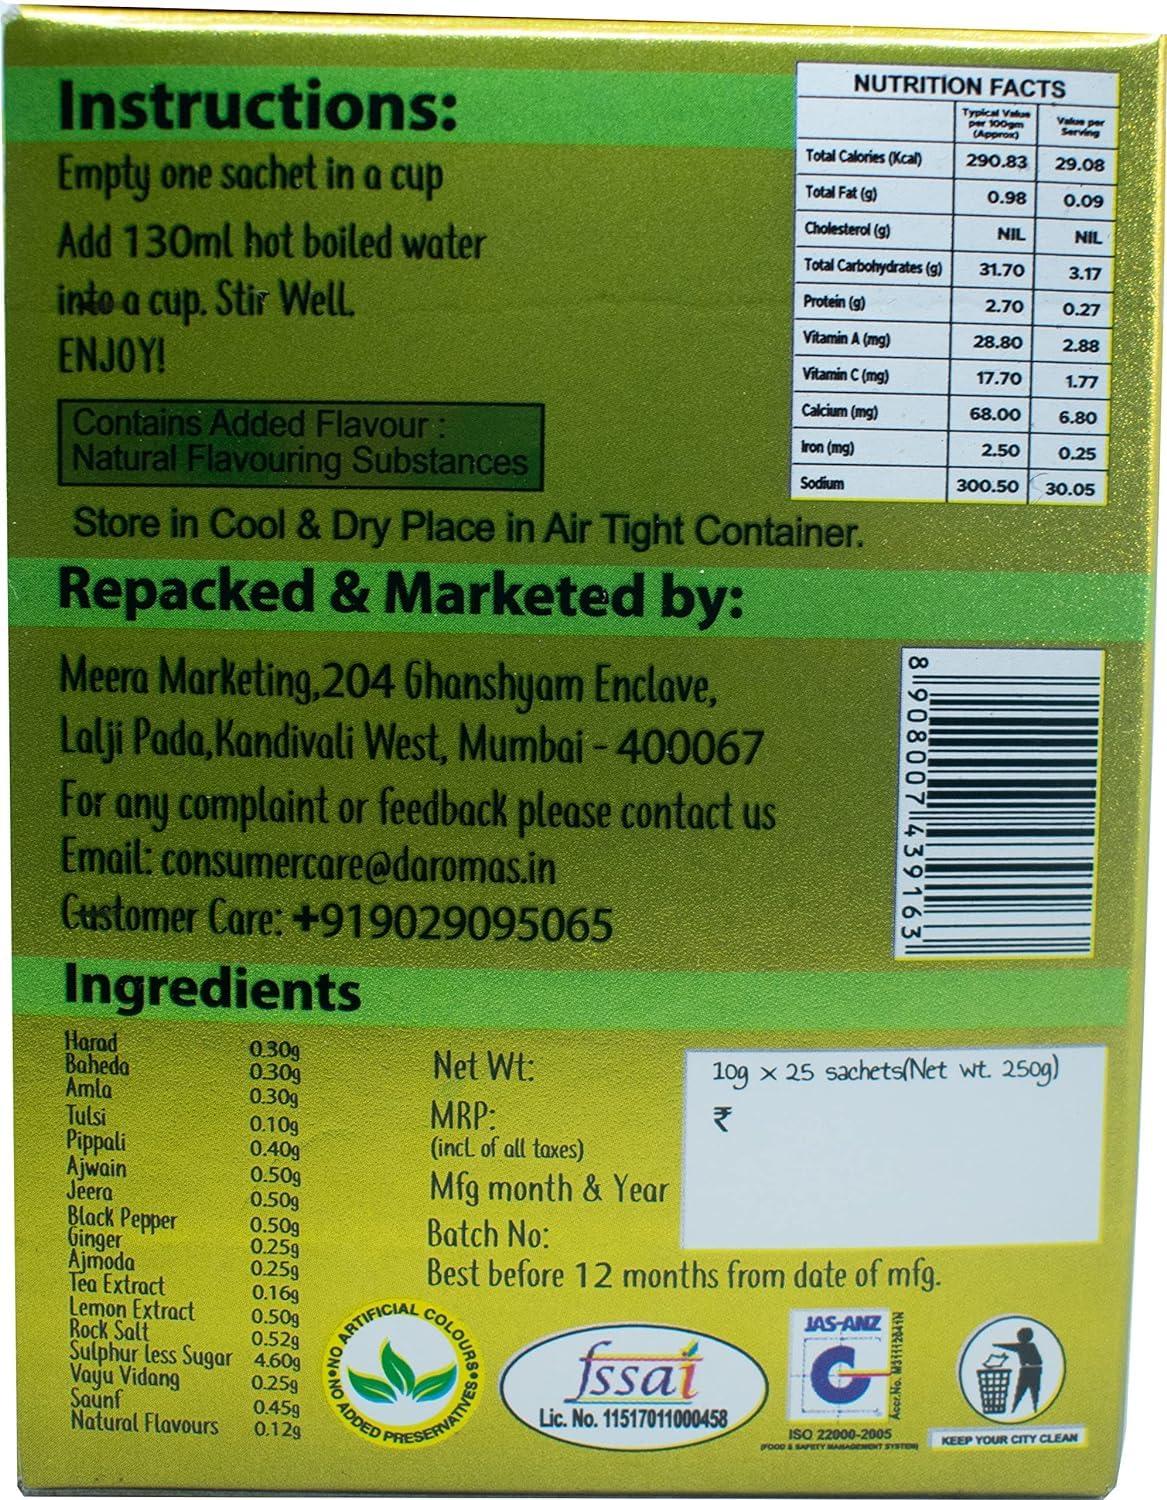 Instructions:
Empty one sachet in a cup
Add 130ml hot boiled water
into a cup. Stir Well.
ENJOY!
Contains Added Flavour :
Natural Flavouring Substances
Store in Cool & Dry Place in Air Tight Container.
NUTRITION FACTS
Typical Value per 100gm (Approx) Value per Serving
Total Calories (Kcal) 290.83 29.08
Total Fat (g) 0.98 0.09
Cholesterol (g) NIL NIL
Total Carbohydrates (g) 31.70 3.17
Protein (g) 2.70 0.27
Vitamin A (mg) 28.80 2.88
Vitamin C (mg) 17.70 1.77
Calcium (mg) 68.00 6.80
Iron (mg) 2.50 0.25
Sodium 300.50 30.05
Repacked & Marketed by:
Meera Marketing,204 Ghanshyam Enclave,
Lalji Pada,Kandivali West, Mumbai - 400067
For any complaint or feedback please contact us
Email: consumercare@daromas.in
Customer Care: +919029095065
8 908007 439163
Ingredients
Harad 0.30g
Baheda 0.30g
Amla 0.30g
Tulsi 0.10g
Pippali 0.40g
Ajwain 0.50g
Jeera 0.50g
Black Pepper 0.50g
Ginger 0.25g
Ajmoda 0.25g
Tea Extract 0.16g
Lemon Extract 0.50g
Rock Salt 0.52g
Sulphur less Sugar 4.60g
Vayu Vidang 0.25g
Saunf 0.45g
Natural Flavours 0.12g
Net Wt: 10g x 25 sachets(Net wt. 250g)
MRP: ₹
(incl. of all taxes)
Mfg month & Year
Batch No:
Best before 12 months from date of mfg.
NO ARTIFICIAL COLOURS
NO ADDED PRESERVATIVES
fssai
Lic. No. 11517011000458
JAS-ANZ
ISO 22000-2005
(FOOD & SAFETY MANAGEMENT SYSTEM)
KEEP YOUR CITY CLEAN